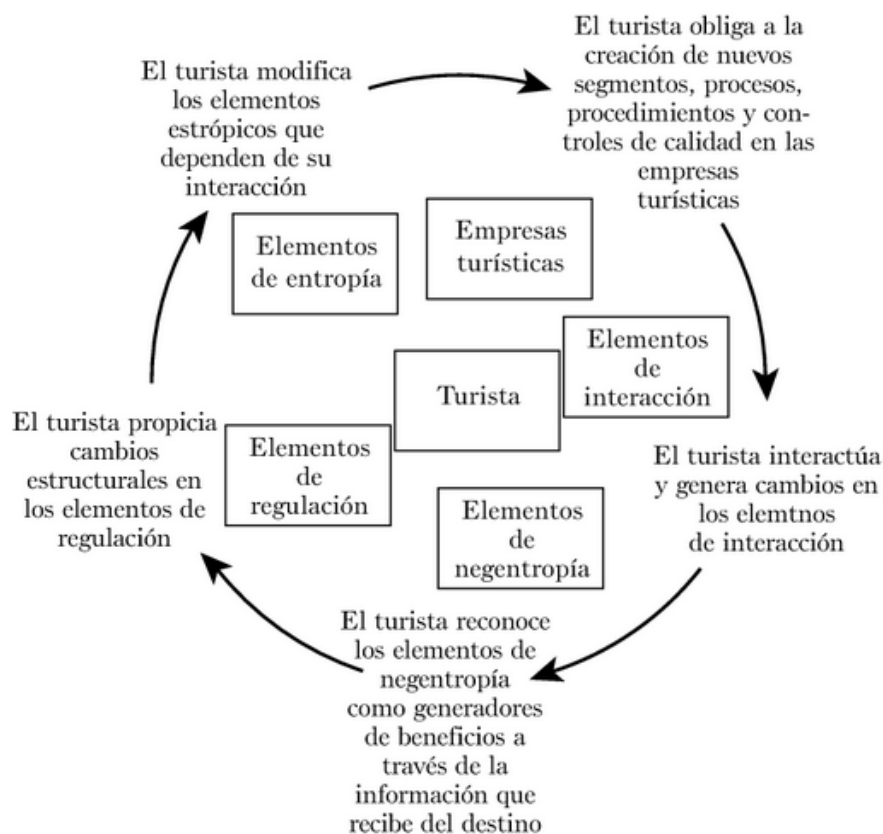 El turista modifica
los elementos
estrópicos que
dependen de su
interacción
El turista obliga a la
creación de nuevos
segmentos, procesos,
procedimientos y con-
troles de calidad en las
empresas
turísticas
Elementos
de entropía
Empresas
turísticas
Elementos
de
interacción
Turista
Elementos
de
regulación
Elementos
de
negentropía
El turista propicia
cambios
estructurales en
los elementos de
regulación
El turista interactúa
y genera cambios en
los elemtnos
de interacción
El turista reconoce
los elementos de
negentropía
como generadores
de beneficios a
través de la
información que
recibe del destino